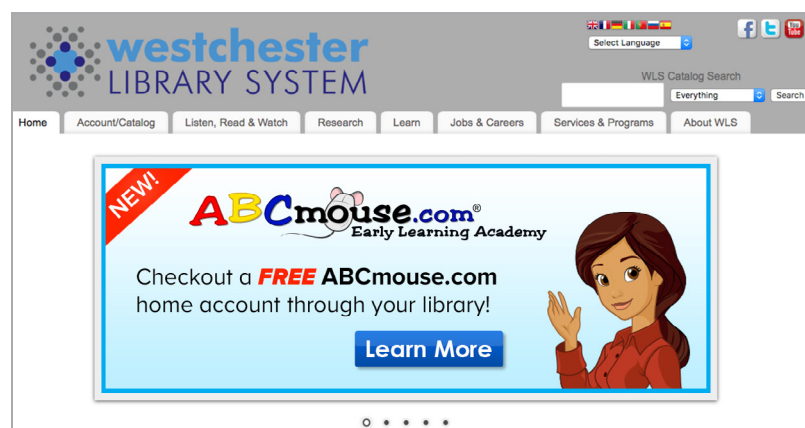 westchester
LIBRARY SYSTEM
Select Language
f t You Tube
WLS Catalog Search
Everything Search
Home Account/Catalog Listen, Read & Watch Research Learn Jobs & Careers Services & Programs About WLS
NEW!
ABCmouse.com®
Early Learning Academy
Checkout a FREE ABCmouse.com
home account through your library!
Learn More